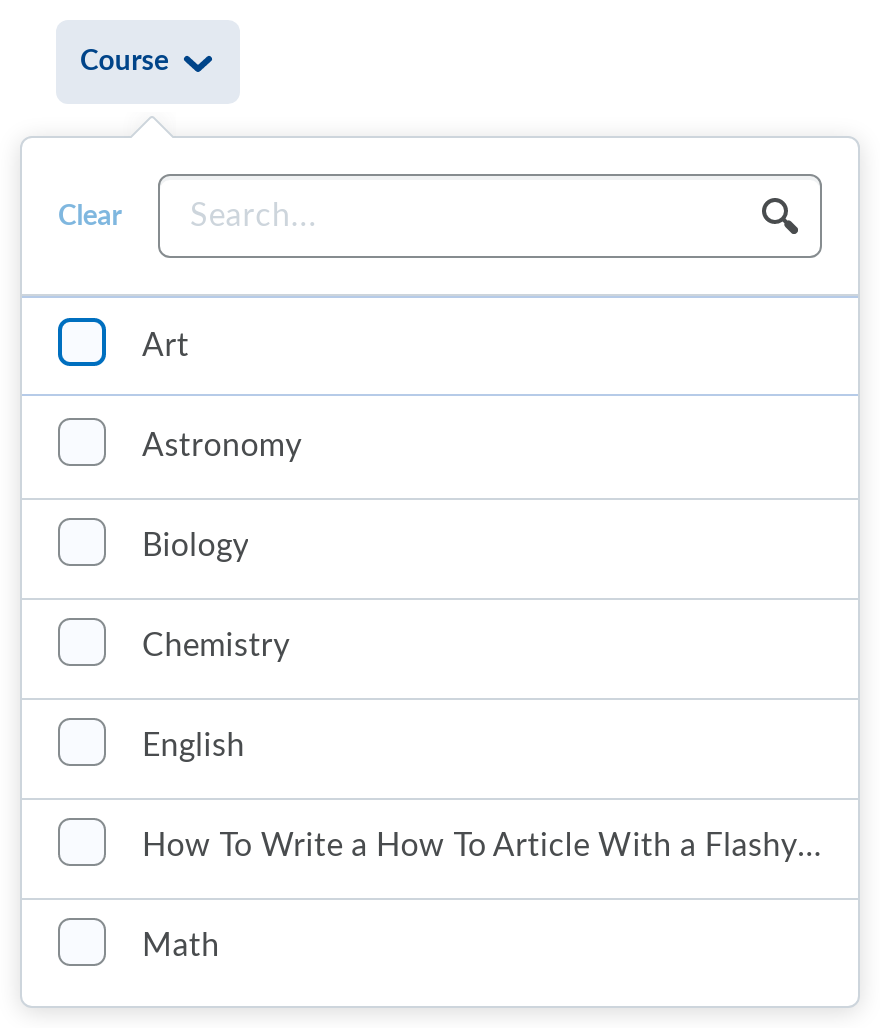 Course
Clear
Search...
Art
Astronomy
Biology
Chemistry
English
How To Write a How To Article With a Flashy...
Math